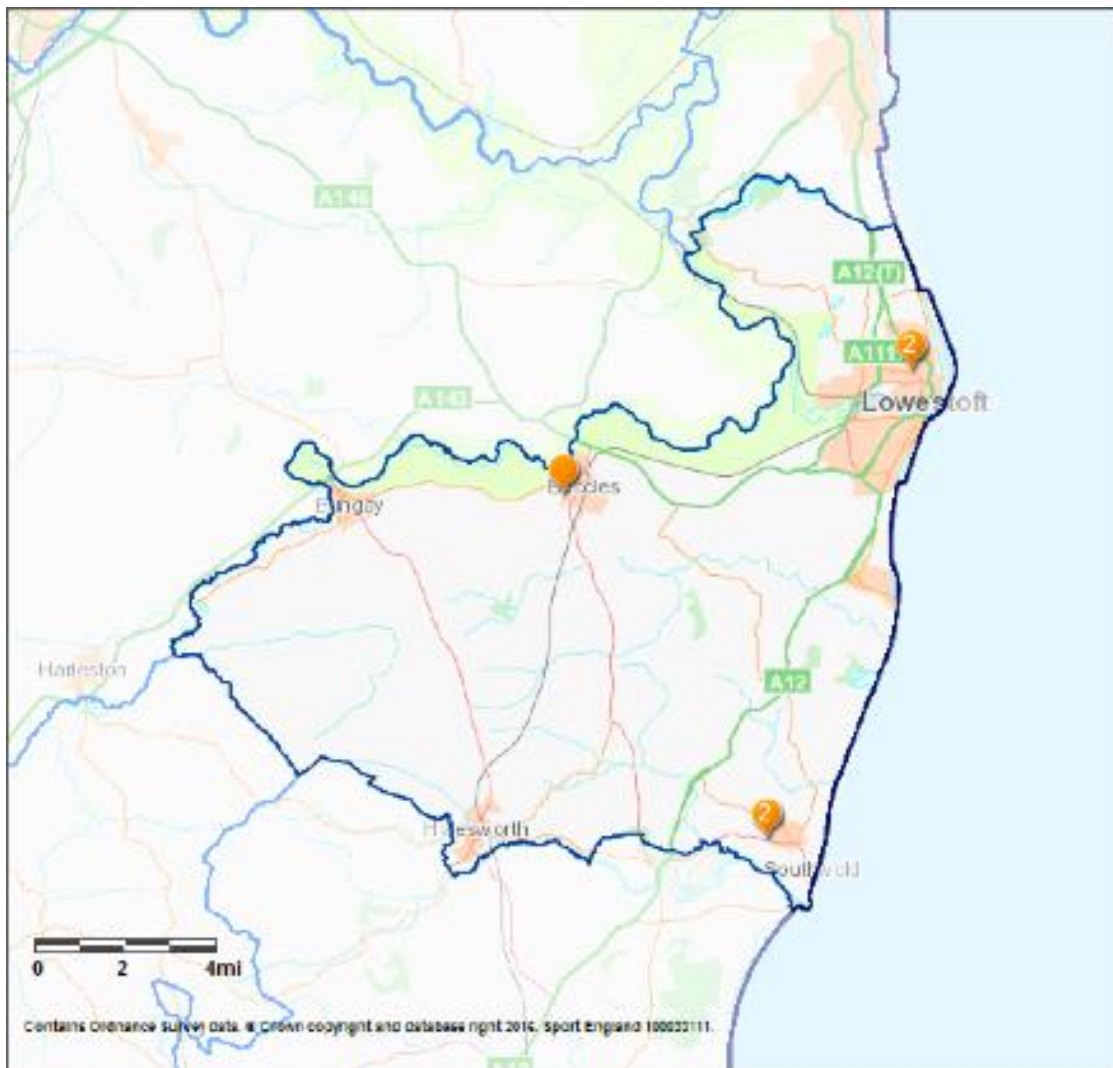 A146
A12(T)
2
A111
Lowestoft
A143
Beccles
Bungay
Harleston
A12
2
Halesworth
Southwold
0 2 4mi
Contains Ordnance Survey data. © Crown copyright and database right 2016. Sport England 100033111.